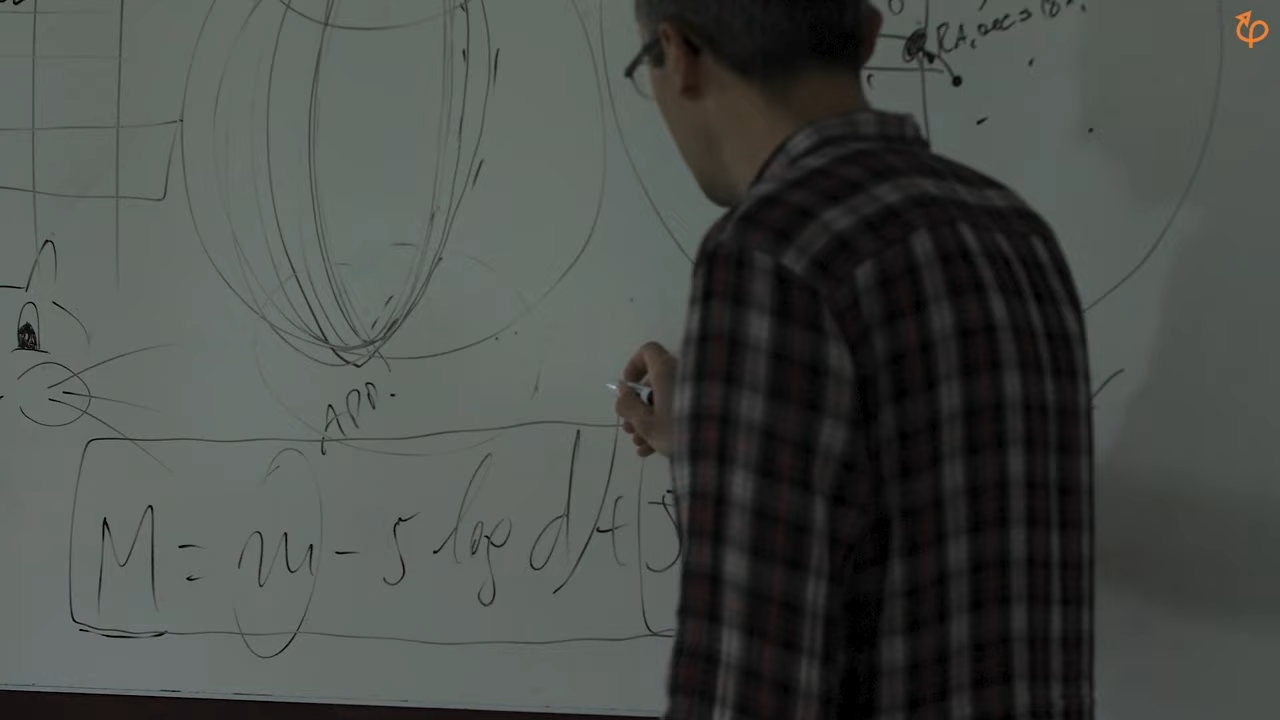 RA, dec =
APP.
M = m - 5 log d + 5